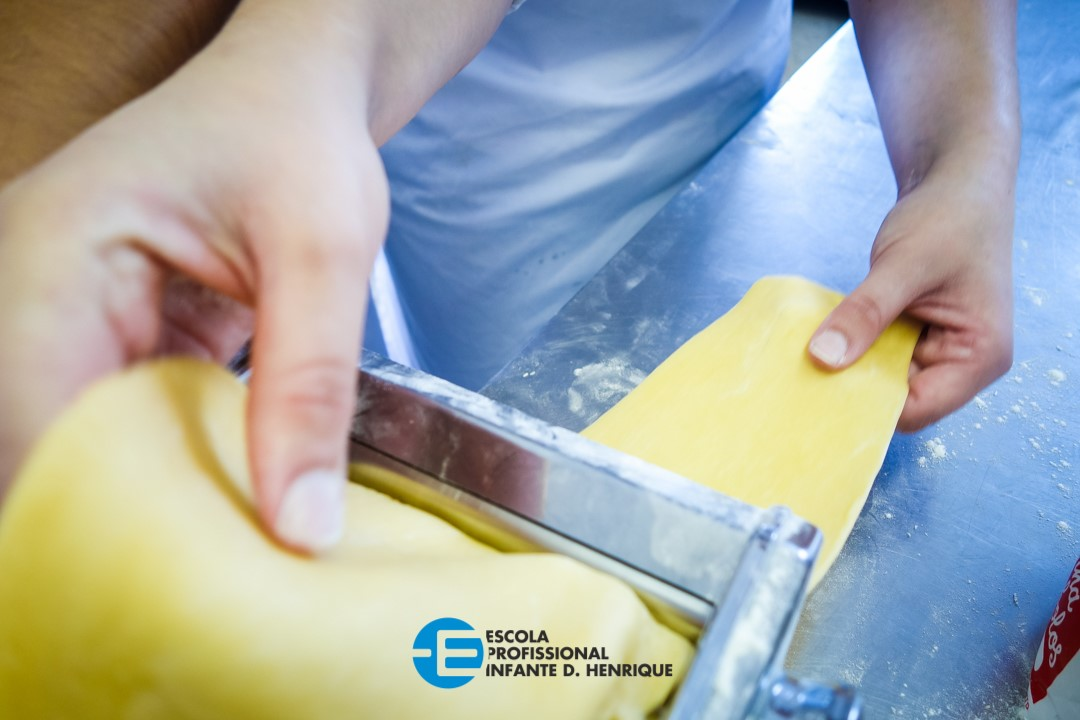 ESCOLA
PROFISSIONAL
INFANTE D. HENRIQUE